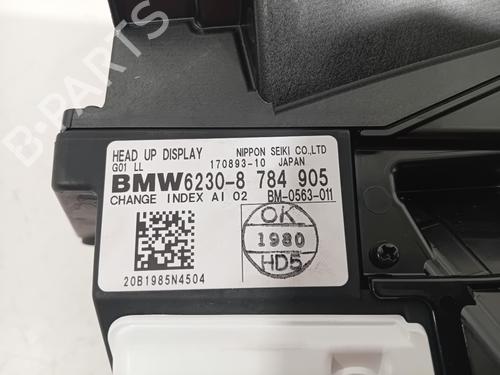 B-PARTS
HEAD UP DISPLAY NIPPON SEIKI CO.,LTD
G01 LL 170893-10 JAPAN
BMW6230-8 784 905
CHANGE INDEX AI 02 BM-0563-011
OK
1980
HD5
20B1985N4504